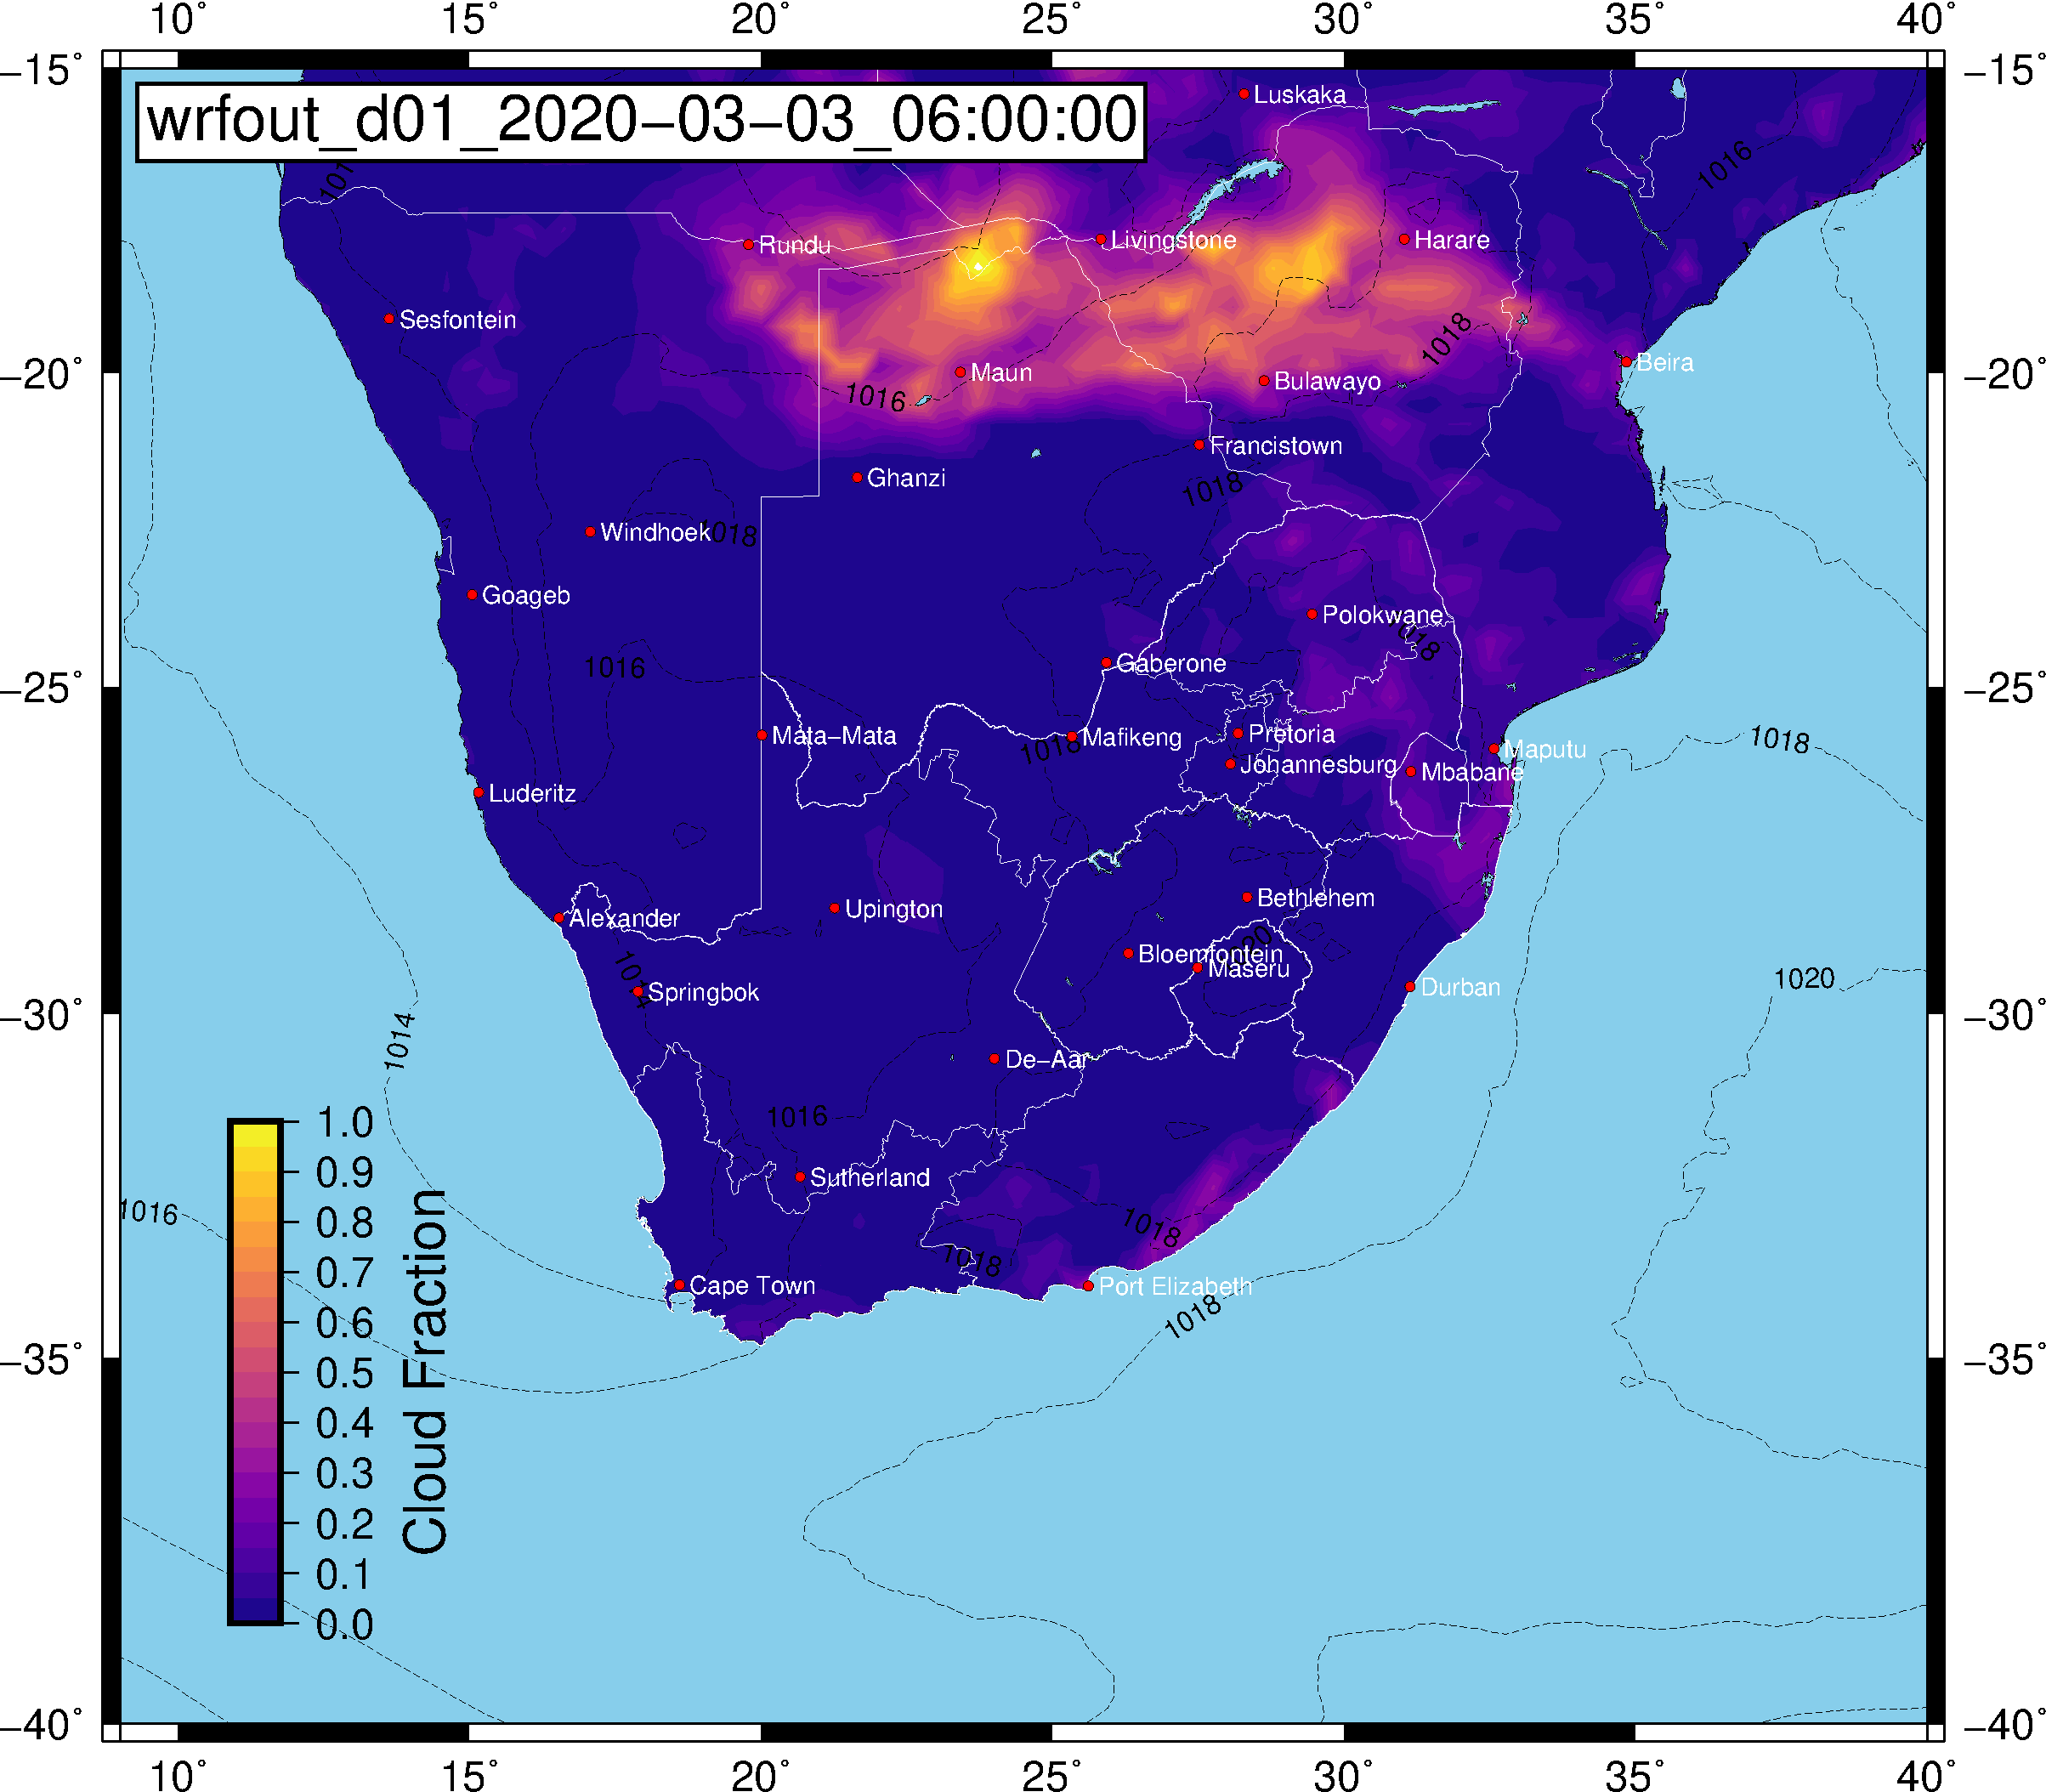 10° 15° 20° 25° 30° 35° 40°
−15° −15°
wrfout_d01_2020−03−03_06:00:00
Luskaka
1016
Rundu
Livingstone
Harare
Sesfontein
1018
Beira
−20° −20°
Maun
Bulawayo
1016
Francistown
Ghanzi
1018
Windhoek
1018
Goageb
Polokwane
1018
1016
Gaberone
−25° −25°
Mata−Mata
1018
Mafikeng
Pretoria
Maputu
1018
Johannesburg
Mbabane
Luderitz
Bethlehem
Upington
Alexander
1020
Bloemfontein
Maseru
1014
Springbok
Durban
1020
−30° −30°
1014
De−Aar
1016
Sutherland
1016
1018
1018
Cape Town
Port Elizabeth
1018
−35° −35°
1.0
0.9
0.8
0.7
0.6
0.5
0.4
0.3
0.2
0.1
0.0
Cloud Fraction
−40° −40°
10° 15° 20° 25° 30° 35° 40°